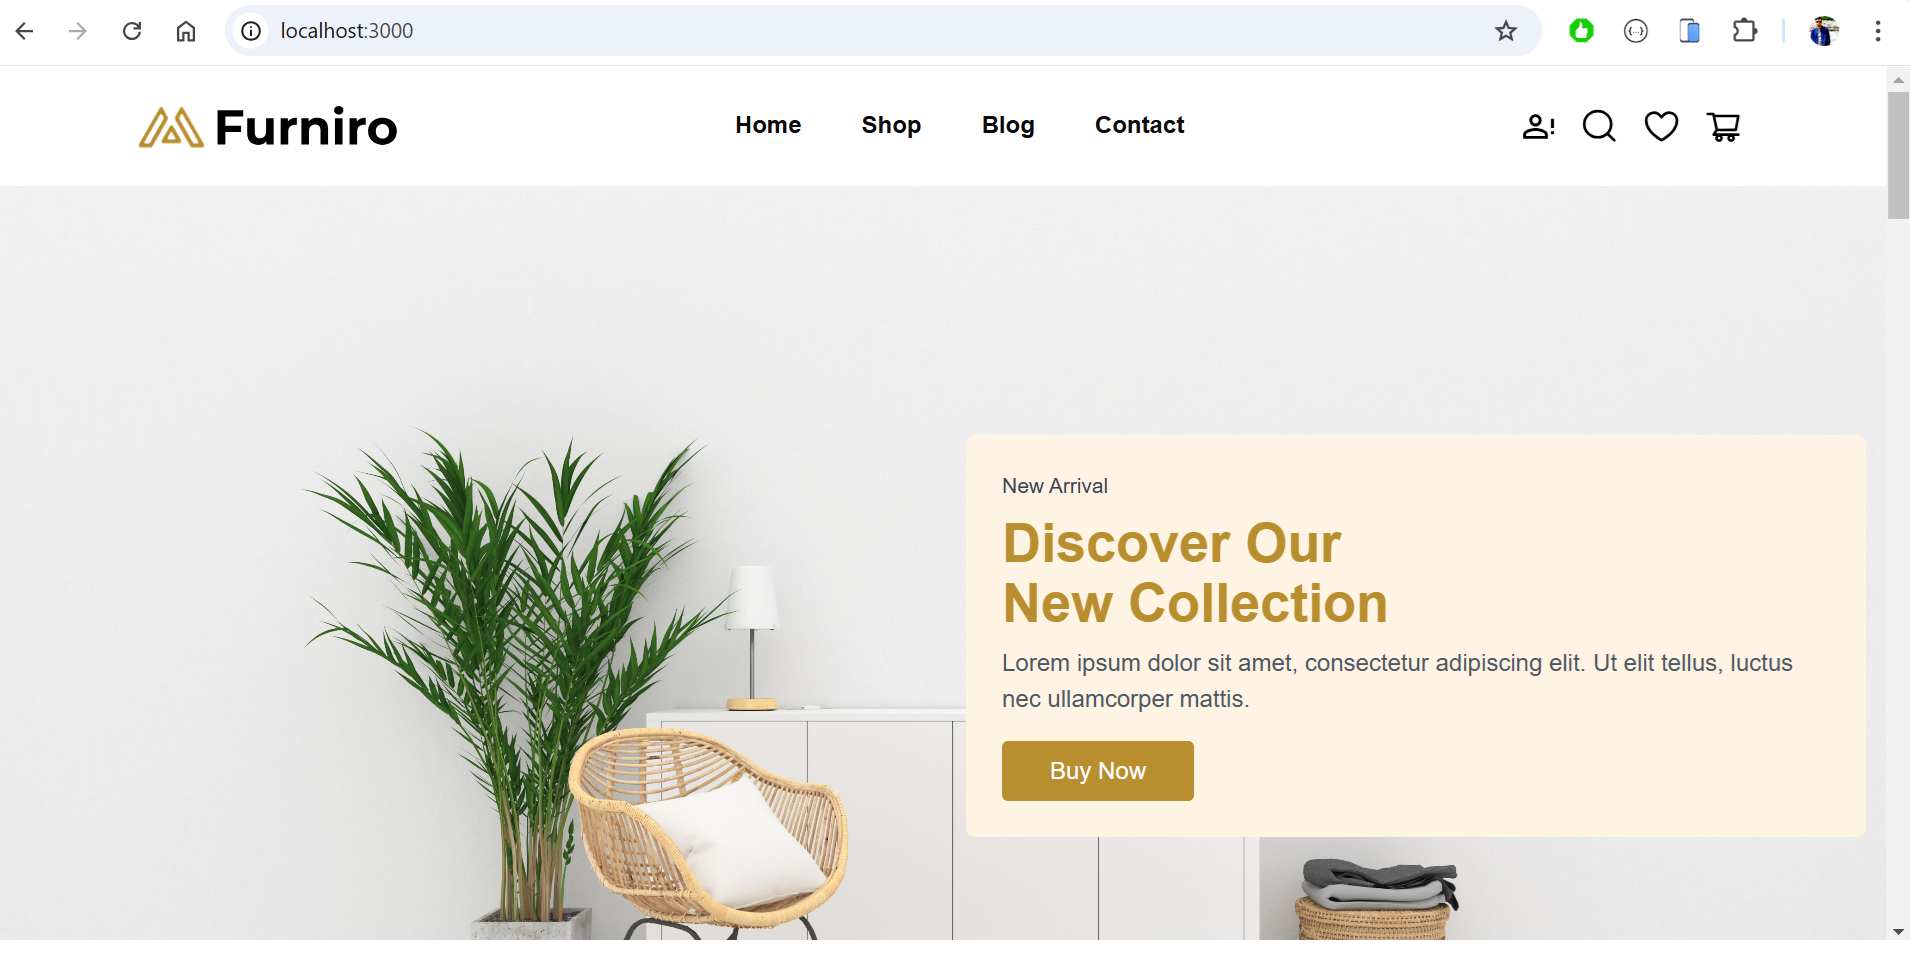 localhost:3000
Furniro
Home Shop Blog Contact
New Arrival
Discover Our
New Collection
Lorem ipsum dolor sit amet, consectetur adipiscing elit. Ut elit tellus, luctus
nec ullamcorper mattis.
Buy Now